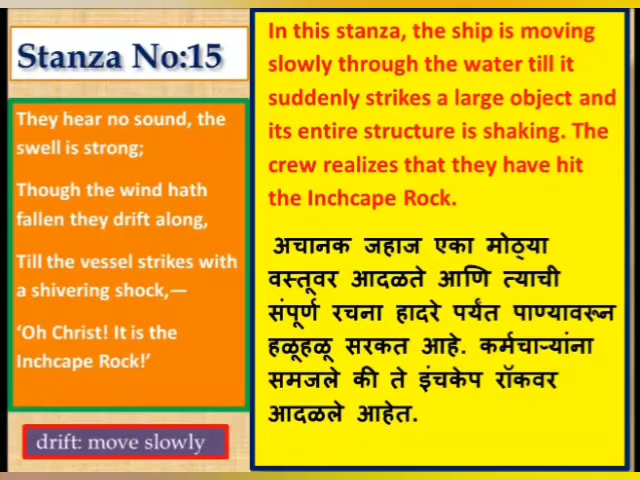 Stanza No:15
They hear no sound, the
swell is strong;
Though the wind hath
fallen they drift along,
Till the vessel strikes with
a shivering shock,—
‘Oh Christ! It is the
Inchcape Rock!’
drift: move slowly
In this stanza, the ship is moving
slowly through the water till it
suddenly strikes a large object and
its entire structure is shaking. The
crew realizes that they have hit
the Inchcape Rock.
अचानक जहाज एका मोठ्या
वस्तूवर आदळते आणि त्याची
संपूर्ण रचना हादरे पर्यंत पाण्यावरून
हळूहळू सरकत आहे. कर्मचाऱ्यांना
समजले की ते इंचकेप रॉकवर
आदळले आहेत.